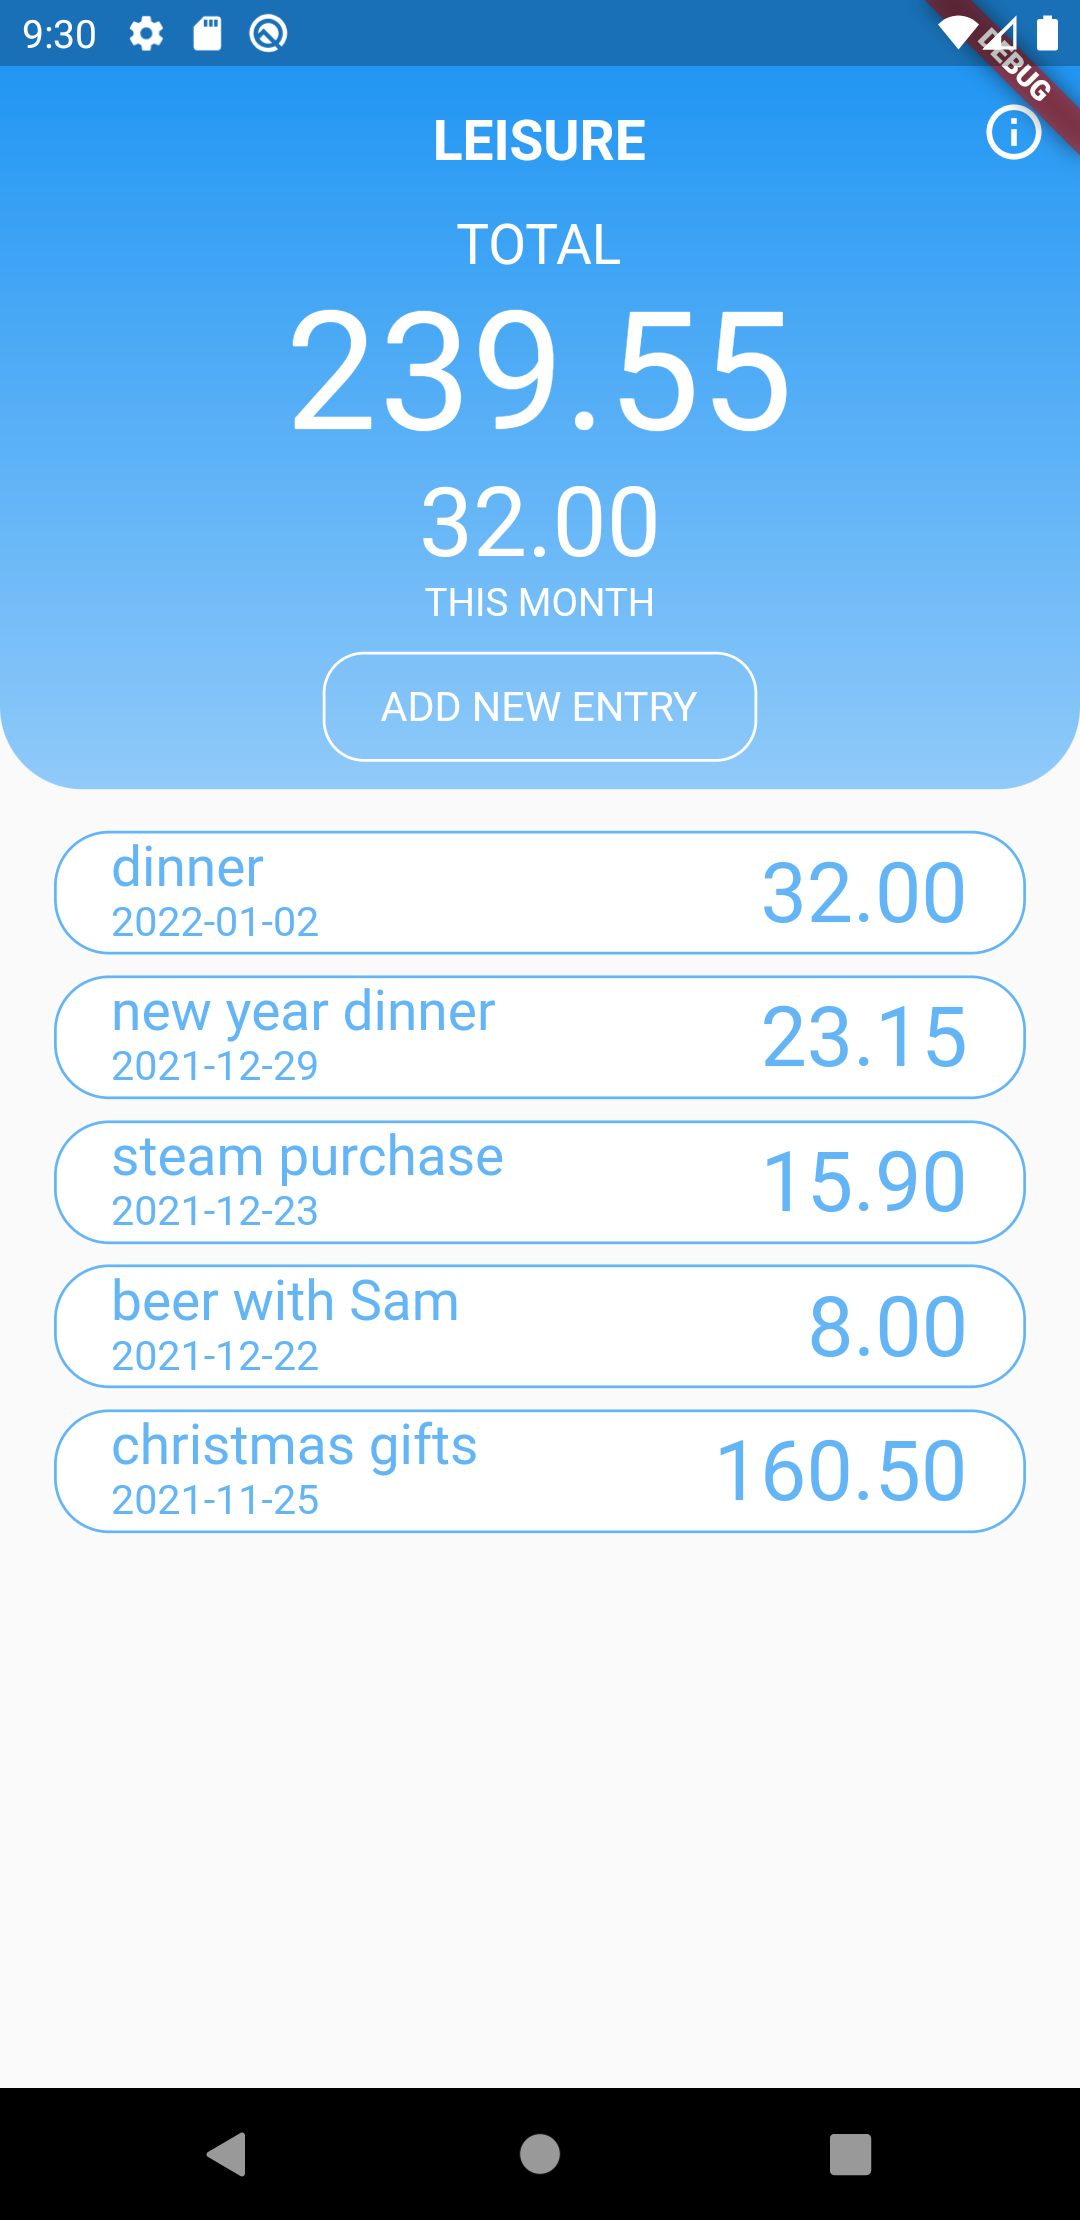 9:30
DEBUG
LEISURE
TOTAL
239.55
32.00
THIS MONTH
ADD NEW ENTRY
dinner
2022-01-02
32.00
new year dinner
2021-12-29
23.15
steam purchase
2021-12-23
15.90
beer with Sam
2021-12-22
8.00
christmas gifts
2021-11-25
160.50